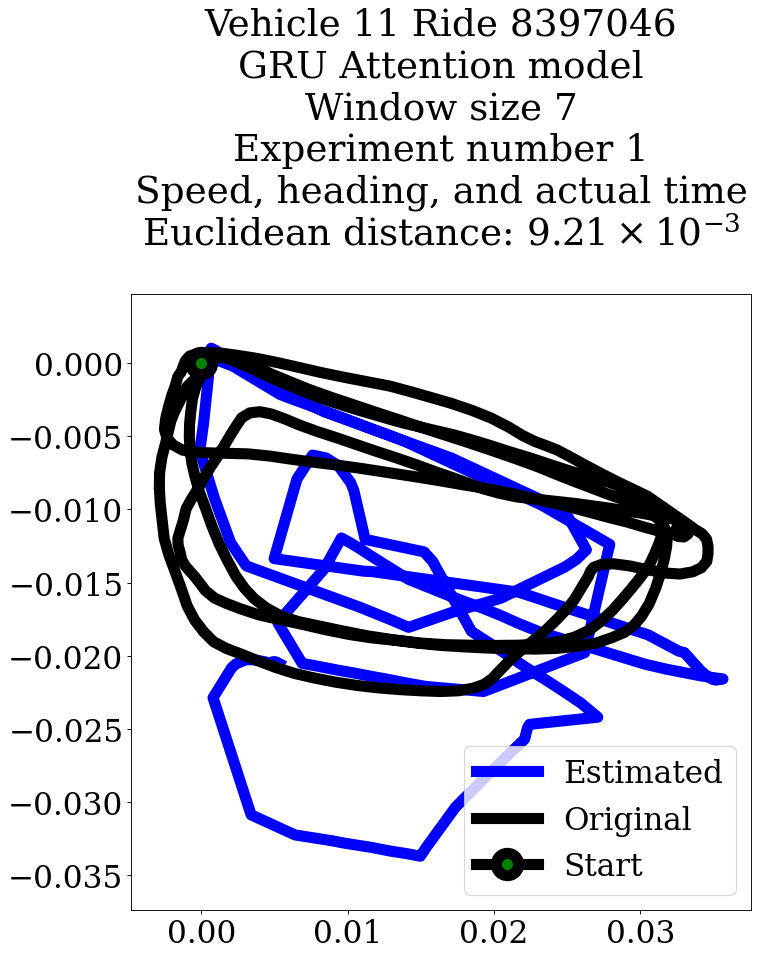 Vehicle 11 Ride 8397046
GRU Attention model
Window size 7
Experiment number 1
Speed, heading, and actual time
Euclidean distance: 9.21 × 10⁻³
0.000
−0.005
−0.010
−0.015
−0.020
−0.025
−0.030
−0.035
Estimated
Original
Start
0.00 0.01 0.02 0.03